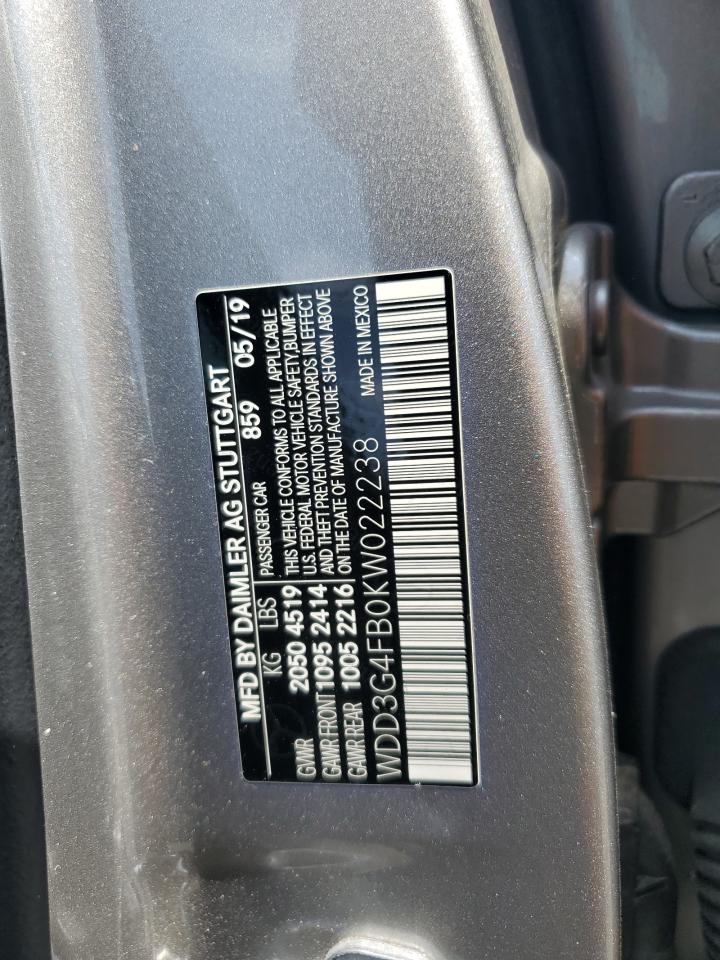 MFD BY DAIMLER AG STUTTGART
859 05/19
KG LBS
PASSENGER CAR
GVWR 2050 4519
GAWR FRONT 1095 2414
GAWR REAR 1005 2216
THIS VEHICLE CONFORMS TO ALL APPLICABLE
U.S. FEDERAL MOTOR VEHICLE SAFETY,BUMPER
AND THEFT PREVENTION STANDARDS IN EFFECT
ON THE DATE OF MANUFACTURE SHOWN ABOVE
WDD3G4FB0KW022238 MADE IN MEXICO